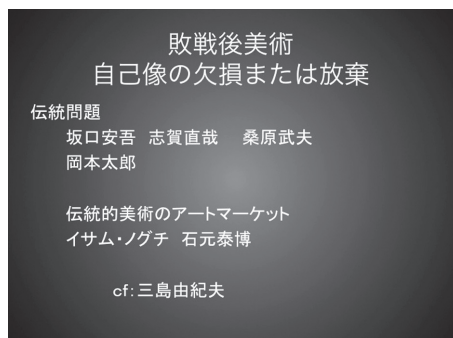 敗戦後美術
自己像の欠損または放棄
伝統問題
坂口安吾 志賀直哉 桑原武夫
岡本太郎
伝統的美術のアートマーケット
イサム・ノグチ 石元泰博
cf:三島由紀夫